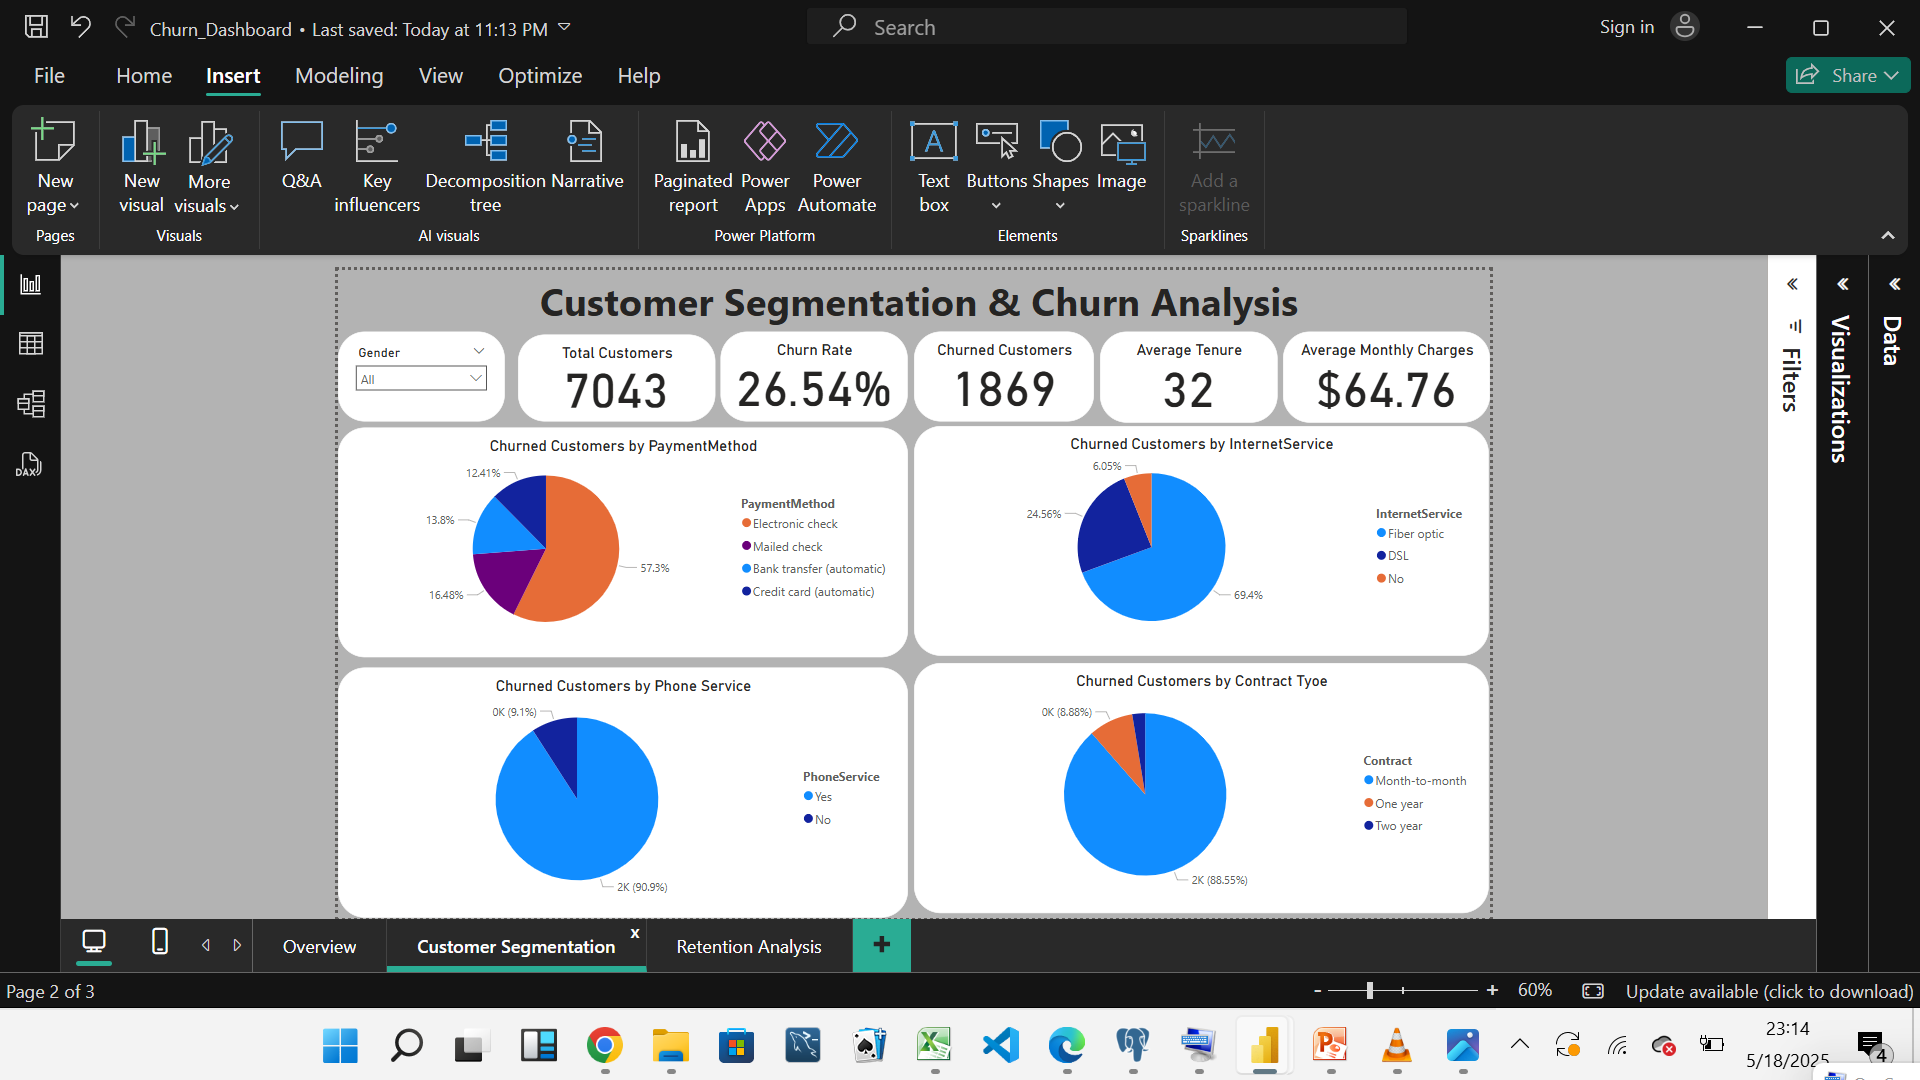 Churn_Dashboard • Last saved: Today at 11:13 PM
Search
Sign in
File
Home
Insert
Modeling
View
Optimize
Help
Share
New page
New visual
More visuals
Q&A
Key influencers
Decomposition tree
Narrative
Paginated report
Power Apps
Power Automate
Text box
Buttons
Shapes
Image
Add a sparkline
Pages
Visuals
AI visuals
Power Platform
Elements
Sparklines
DAX
Customer Segmentation & Churn Analysis
Gender
All
Total Customers
7043
Churn Rate
26.54%
Churned Customers
1869
Average Tenure
32
Average Monthly Charges
$64.76
Churned Customers by PaymentMethod
12.41%
13.8%
16.48%
57.3%
PaymentMethod
Electronic check
Mailed check
Bank transfer (automatic)
Credit card (automatic)
Churned Customers by InternetService
6.05%
24.56%
69.4%
InternetService
Fiber optic
DSL
No
Churned Customers by Phone Service
0K (9.1%)
2K (90.9%)
PhoneService
Yes
No
Churned Customers by Contract Tyoe
0K (8.88%)
2K (88.55%)
Contract
Month-to-month
One year
Two year
Filters
Visualizations
Data
Overview
Customer Segmentation
x
Retention Analysis
Page 2 of 3
60%
Update available (click to download)
23:14
5/18/2025
4